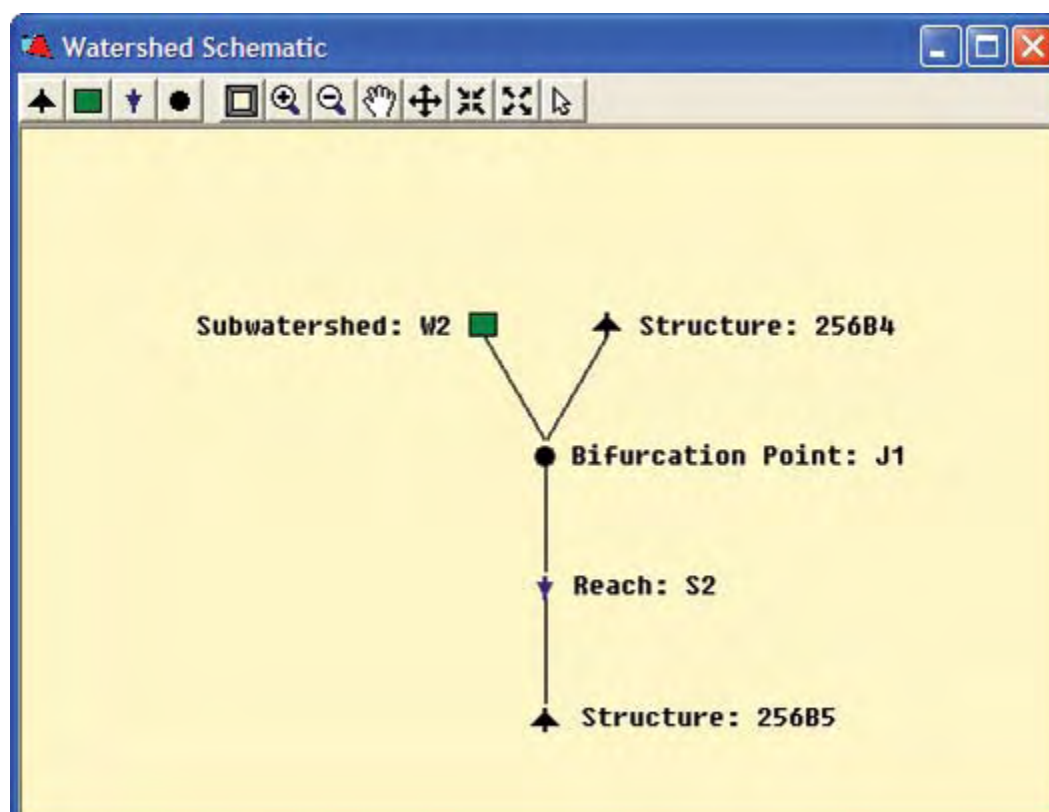 Watershed Schematic
Subwatershed: W2
Structure: 256B4
Bifurcation Point: J1
Reach: S2
Structure: 256B5